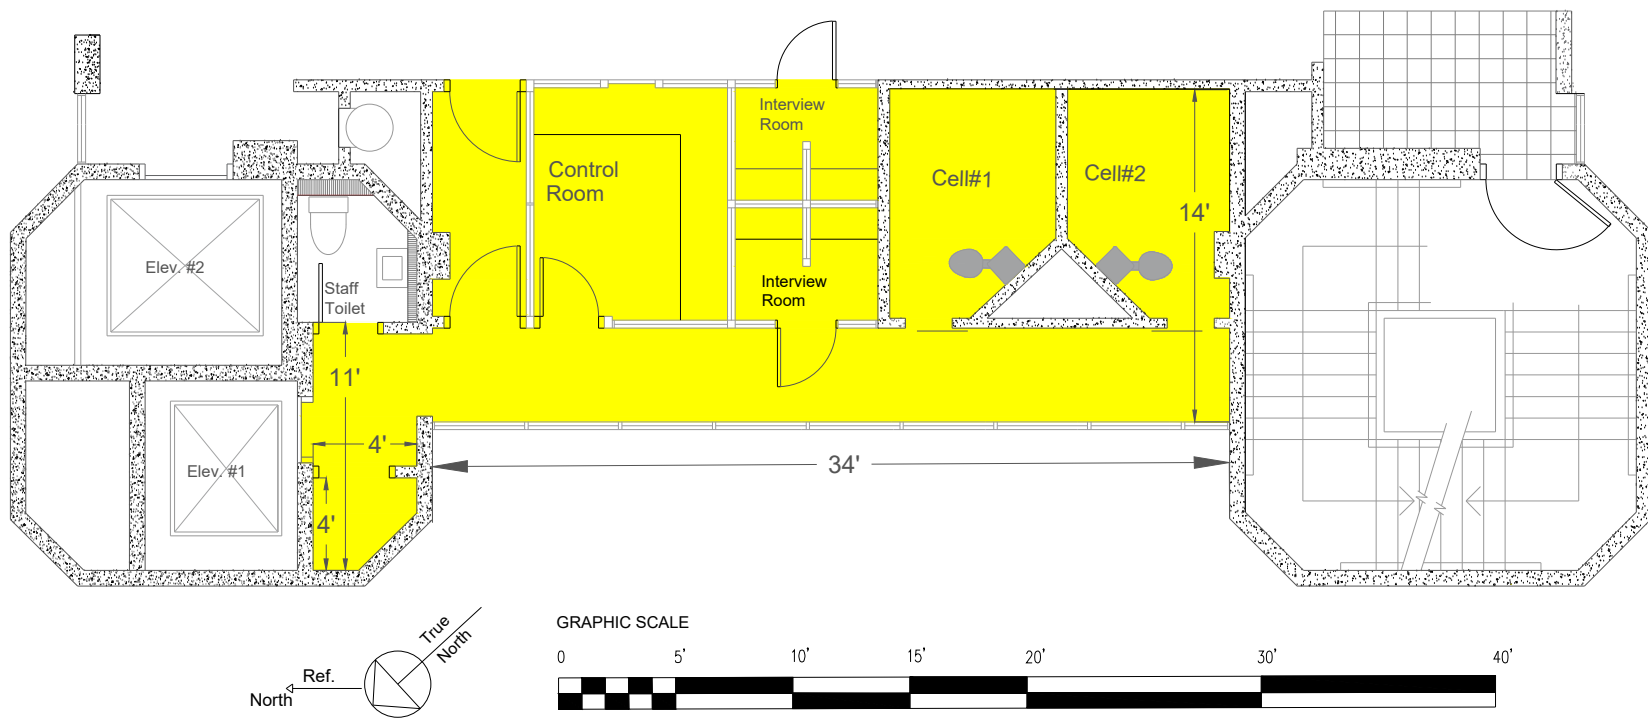 Interview
Room
Control
Room
Cell#1
Cell#2
14'
Elev. #2
Staff
Toilet
Interview
Room
11'
4'
34'
Elev. #1
4'
True
North
Ref.
North
GRAPHIC SCALE
0 5' 10' 15' 20' 30' 40'